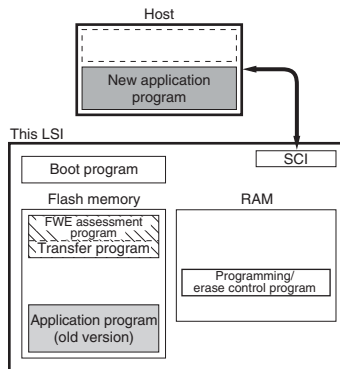 Host
New application
program
This LSI
SCI
Boot program
Flash memory
RAM
FWE assessment
program
Transfer program
Programming/
erase control program
Application program
(old version)